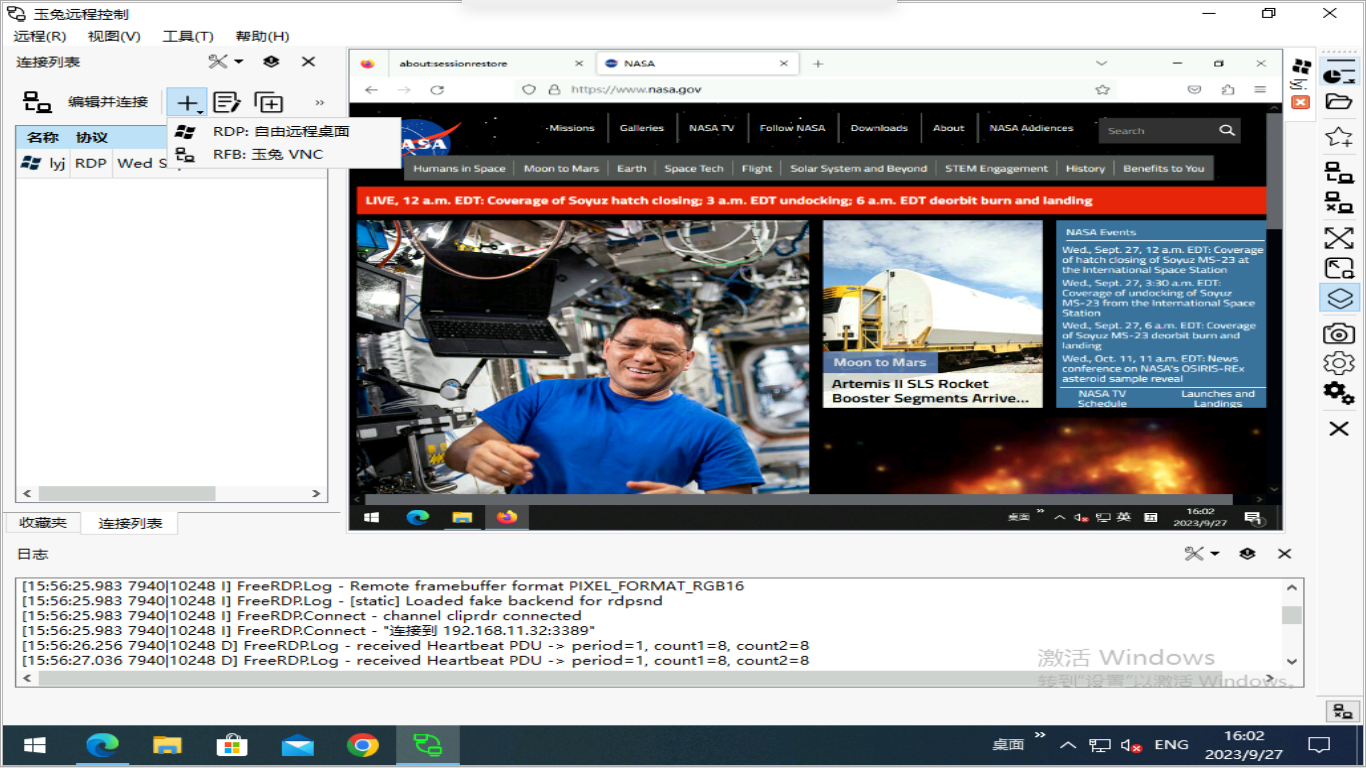 玉兔远程控制
远程(R) 视图(V) 工具(T) 帮助(H)
连接列表
编辑并连接
»
名称 协议
lyj RDP Wed S
RDP: 自由远程桌面
RFB: 玉兔 VNC
about:sessionrestore
NASA
https://www.nasa.gov
Missions Galleries NASA TV Follow NASA Downloads About NASA Audiences
Search
Humans in Space Moon to Mars Earth Space Tech Flight Solar System and Beyond STEM Engagement History Benefits to You
LIVE, 12 a.m. EDT: Coverage of Soyuz hatch closing; 3 a.m. EDT undocking; 6 a.m. EDT deorbit burn and landing
Moon to Mars
Artemis II SLS Rocket
Booster Segments Arrive...
NASA Events
Wed., Sept. 27, 12 a.m. EDT: Coverage
of hatch closing of Soyuz MS-23 at
the International Space Station
Wed., Sept. 27, 3:30 a.m. EDT:
Coverage of undocking of Soyuz
MS-23 from the International Space
Station
Wed., Sept. 27, 6 a.m. EDT: Coverage
of Soyuz MS-23 deorbit burn and
landing
Wed., Oct. 11, 11 a.m. EDT: News
conference on NASA's OSIRIS-REx
asteroid sample reveal
NASA TV
Schedule
Launches and
Landings
桌面 » 英
16:02
2023/9/27
1
收藏夹 连接列表
日志
[15:56:25.983 7940|10248 I] FreeRDP.Log - Remote framebuffer format PIXEL_FORMAT_RGB16
[15:56:25.983 7940|10248 I] FreeRDP.Log - [static] Loaded fake backend for rdpsnd
[15:56:25.983 7940|10248 I] FreeRDP.Connect - channel cliprdr connected
[15:56:25.983 7940|10248 I] FreeRDP.Connect - "连接到 192.168.11.32:3389"
[15:56:26.256 7940|10248 D] FreeRDP.Log - received Heartbeat PDU -> period=1, count1=8, count2=8
[15:56:27.036 7940|10248 D] FreeRDP.Log - received Heartbeat PDU -> period=1, count1=8, count2=8
激活 Windows
转到"设置"以激活 Windows。
桌面 » ENG
16:02
2023/9/27